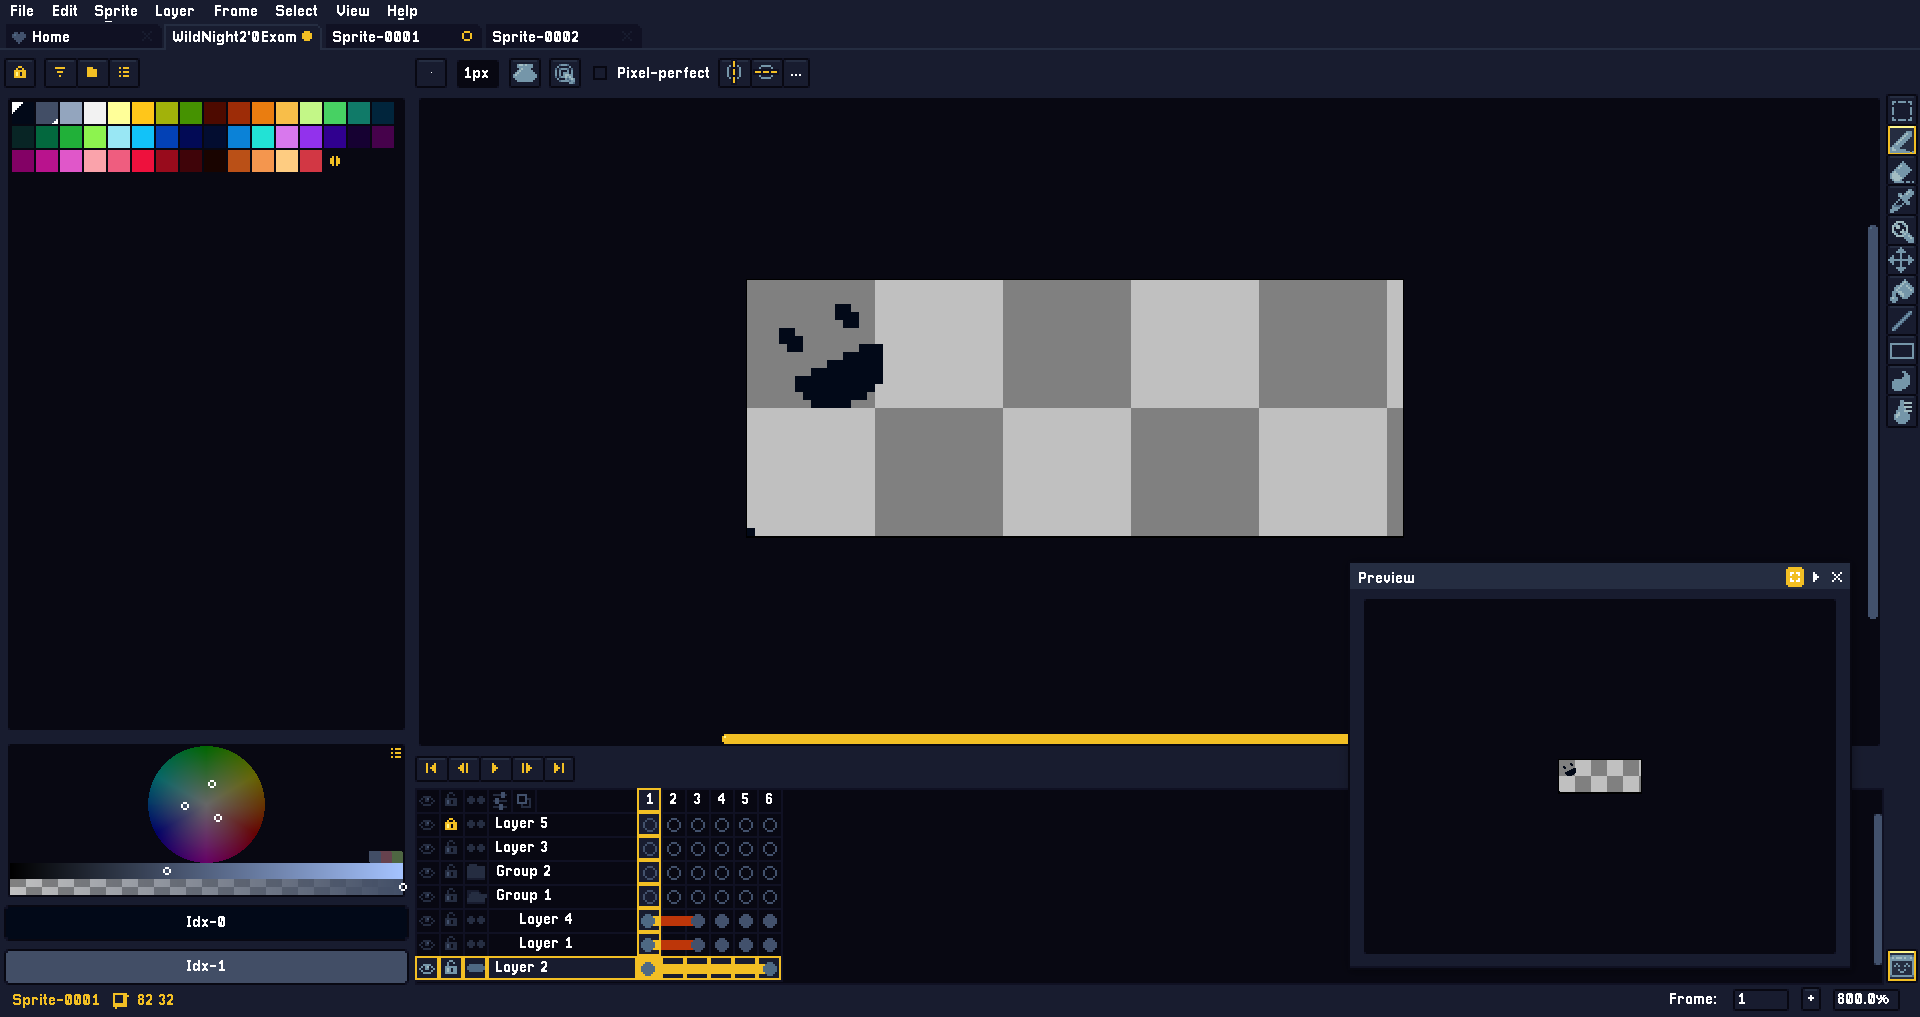 File Edit Sprite Layer Frame Select View Help
Home WildNight2'0Exam Sprite-0001 Sprite-0002
1px Pixel-perfect ...
Preview
1 2 3 4 5 6
Layer 5
Layer 3
Group 2
Group 1
Layer 4
Layer 1
Layer 2
Idx-0
Idx-1
Sprite-0001 82 32 Frame: 1 + 800.0%